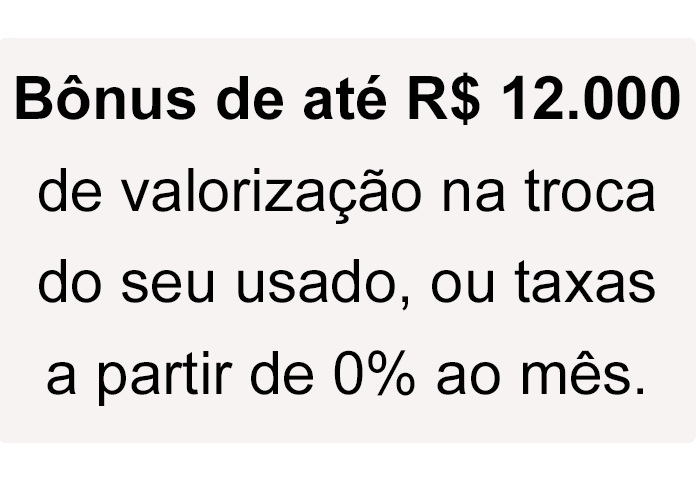 Bônus de até R$ 12.000
de valorização na troca
do seu usado, ou taxas
a partir de 0% ao mês.